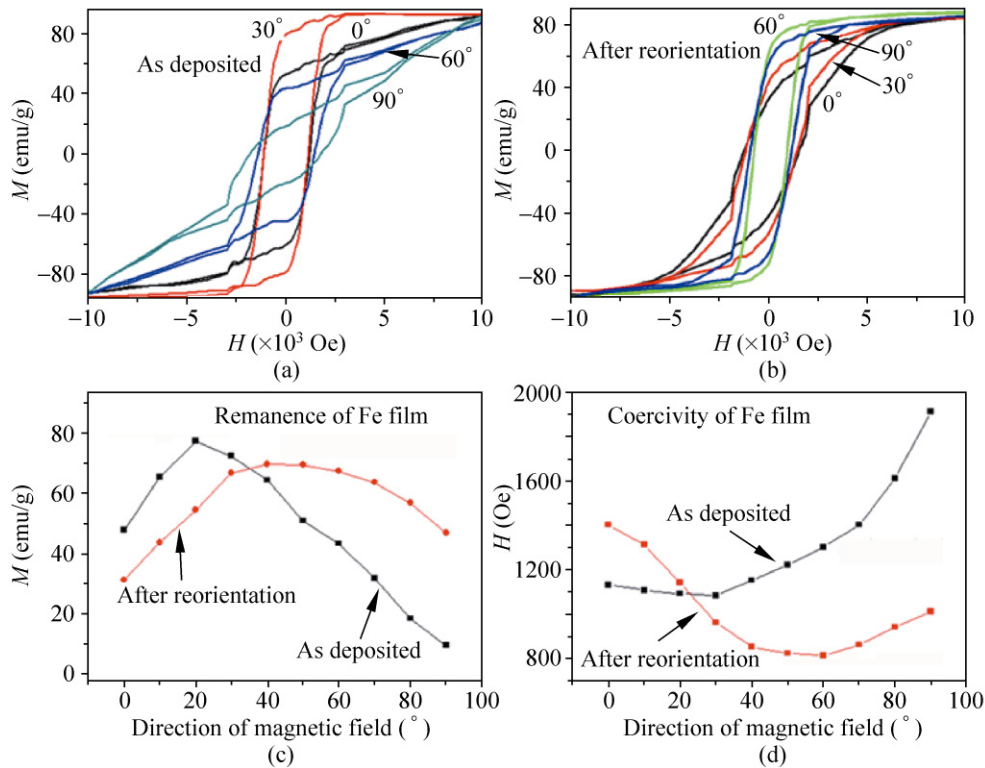 80
40
0
−40
−80
M (emu/g)
As deposited
30°
0°
60°
90°
−10
−5
0
5
10
H (×10³ Oe)
(a)
80
40
0
−40
−80
M (emu/g)
After reorientation
60°
90°
30°
0°
−10
−5
0
5
10
H (×10³ Oe)
(b)
80
60
40
20
0
M (emu/g)
Remanence of Fe film
After reorientation
As deposited
0
20
40
60
80
100
Direction of magnetic field ( ° )
(c)
2000
1600
1200
800
H (Oe)
Coercivity of Fe film
As deposited
After reorientation
0
20
40
60
80
100
Direction of magnetic field ( ° )
(d)